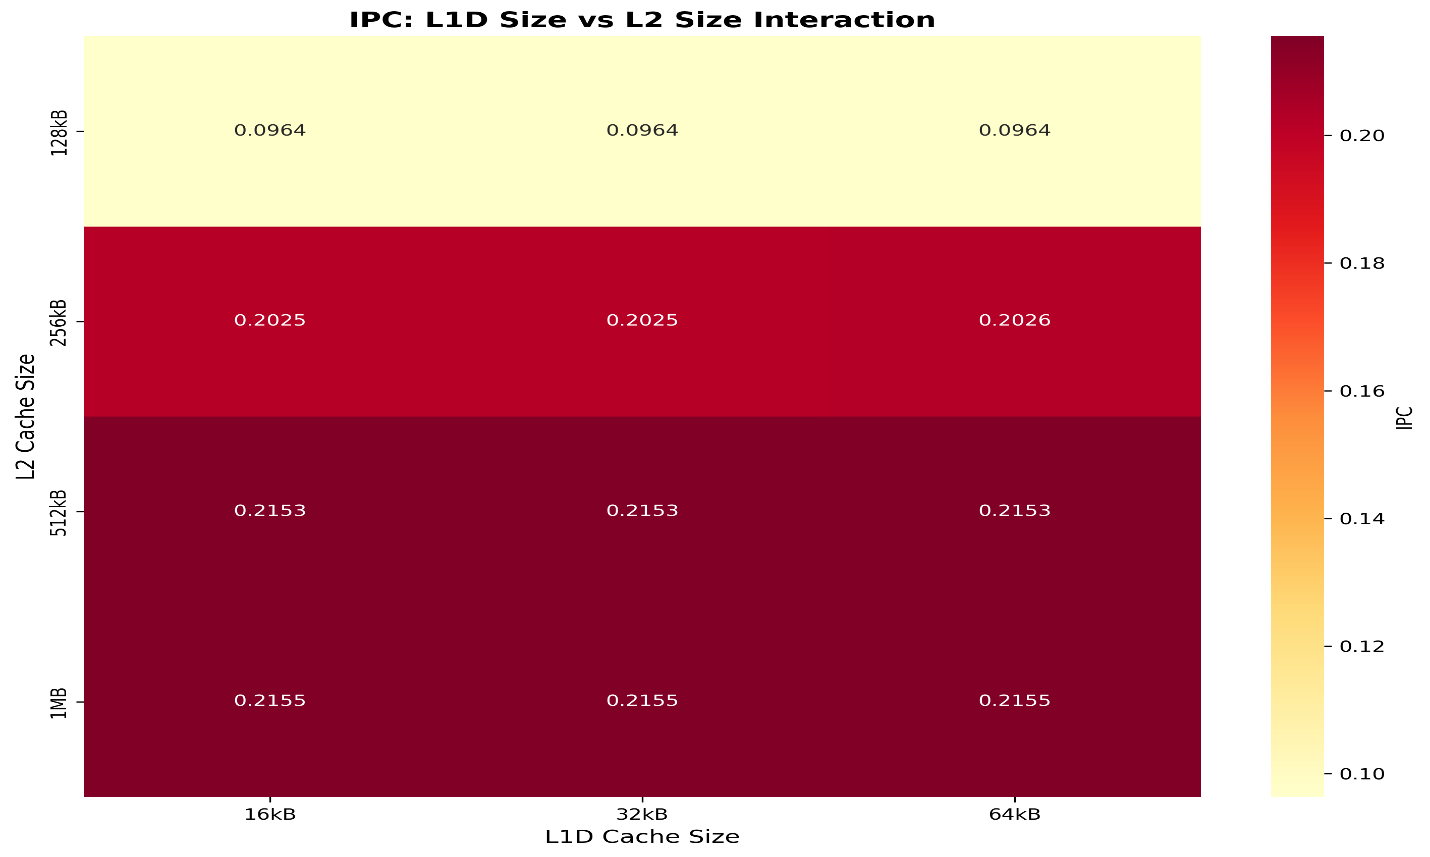 IPC: L1D Size vs L2 Size Interaction
L2 Cache Size
128kB
0.0964 0.0964 0.0964
256kB
0.2025 0.2025 0.2026
512kB
0.2153 0.2153 0.2153
1MB
0.2155 0.2155 0.2155
16kB 32kB 64kB
L1D Cache Size
0.20
0.18
0.16
0.14
0.12
0.10
IPC